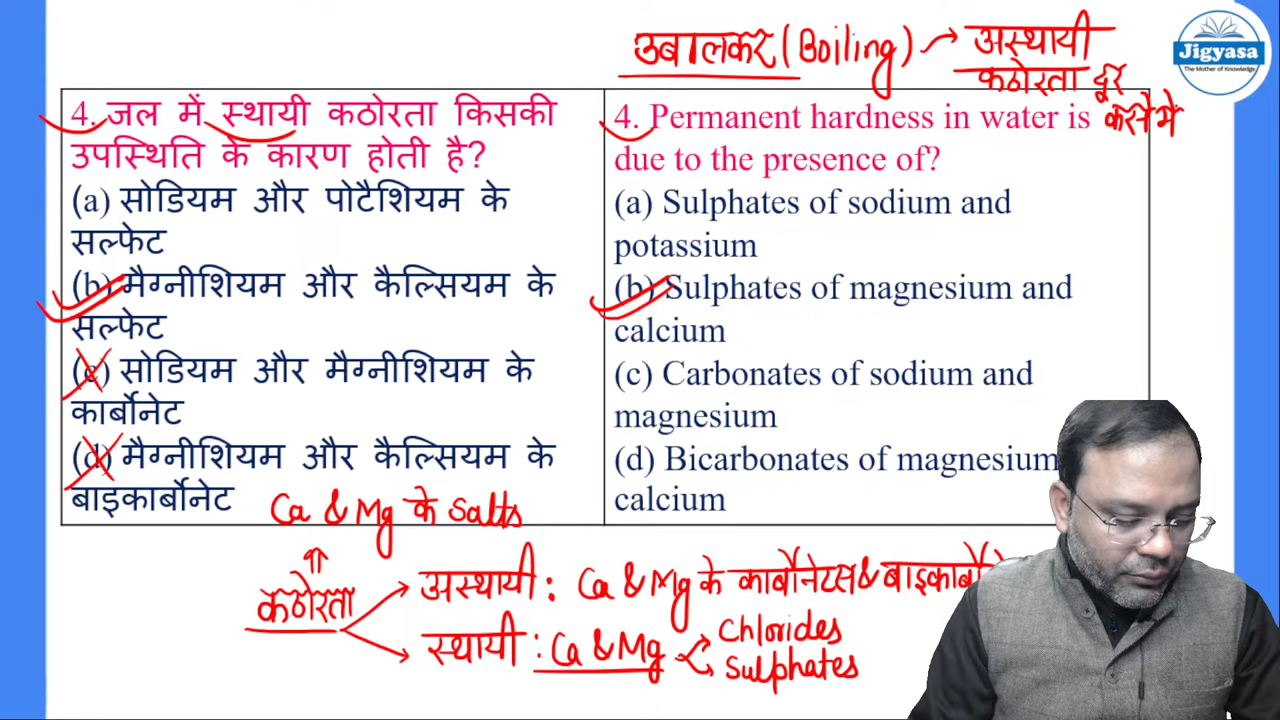 उबालकर (Boiling) → अस्थायी
कठोरता दूर
करने में
Jigyasa
The Mother of Knowledge
4. जल में स्थायी कठोरता किसकी
उपस्थिति के कारण होती है?
(a) सोडियम और पोटैशियम के
सल्फेट
(b) मैग्नीशियम और कैल्सियम के
सल्फेट
(c) सोडियम और मैग्नीशियम के
कार्बोनेट
(d) मैग्नीशियम और कैल्सियम के
बाइकार्बोनेट
4. Permanent hardness in water is
due to the presence of?
(a) Sulphates of sodium and
potassium
(b) Sulphates of magnesium and
calcium
(c) Carbonates of sodium and
magnesium
(d) Bicarbonates of magnesium
calcium
Ca & Mg के Salts
कठोरता
अस्थायी : Ca & Mg के कार्बोनेटस &
स्थायी : Ca & Mg
Chlorides
Sulphates